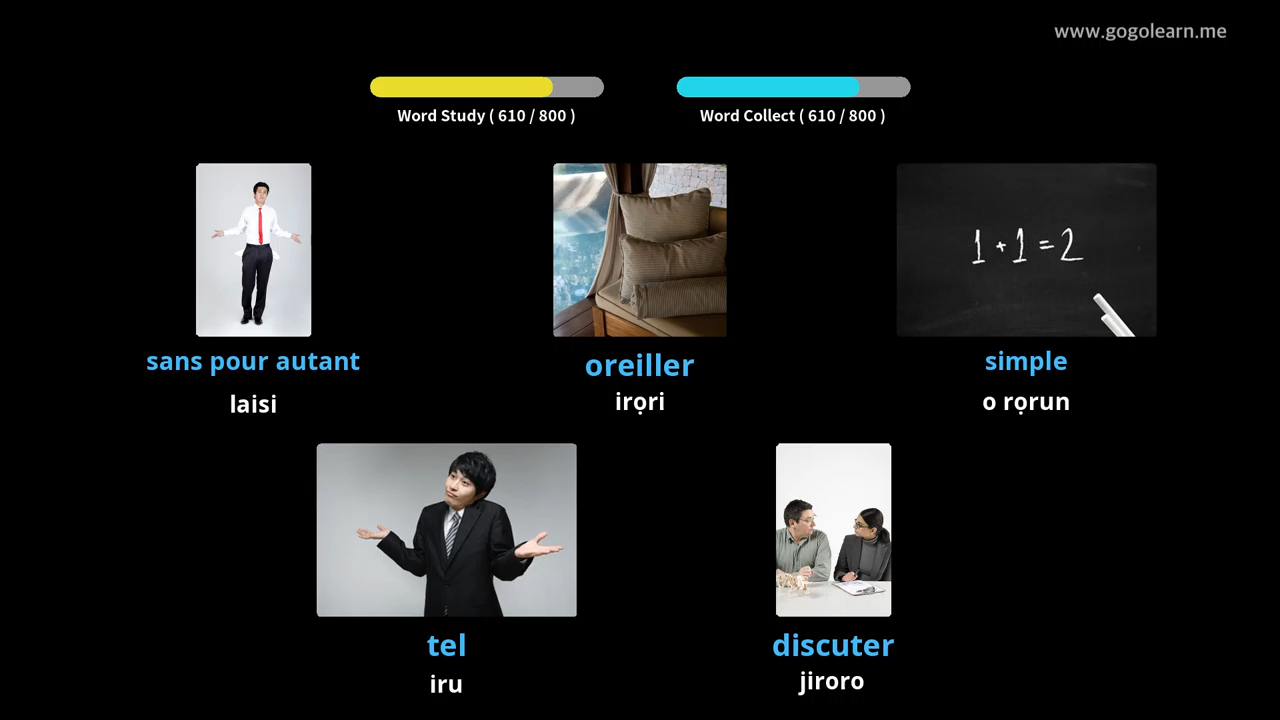 www.gogolearn.me
Word Study ( 610 / 800 )
Word Collect ( 610 / 800 )
sans pour autant
laisi
oreiller
irọri
1 + 1 = 2
simple
o rọrun
tel
iru
discuter
jiroro